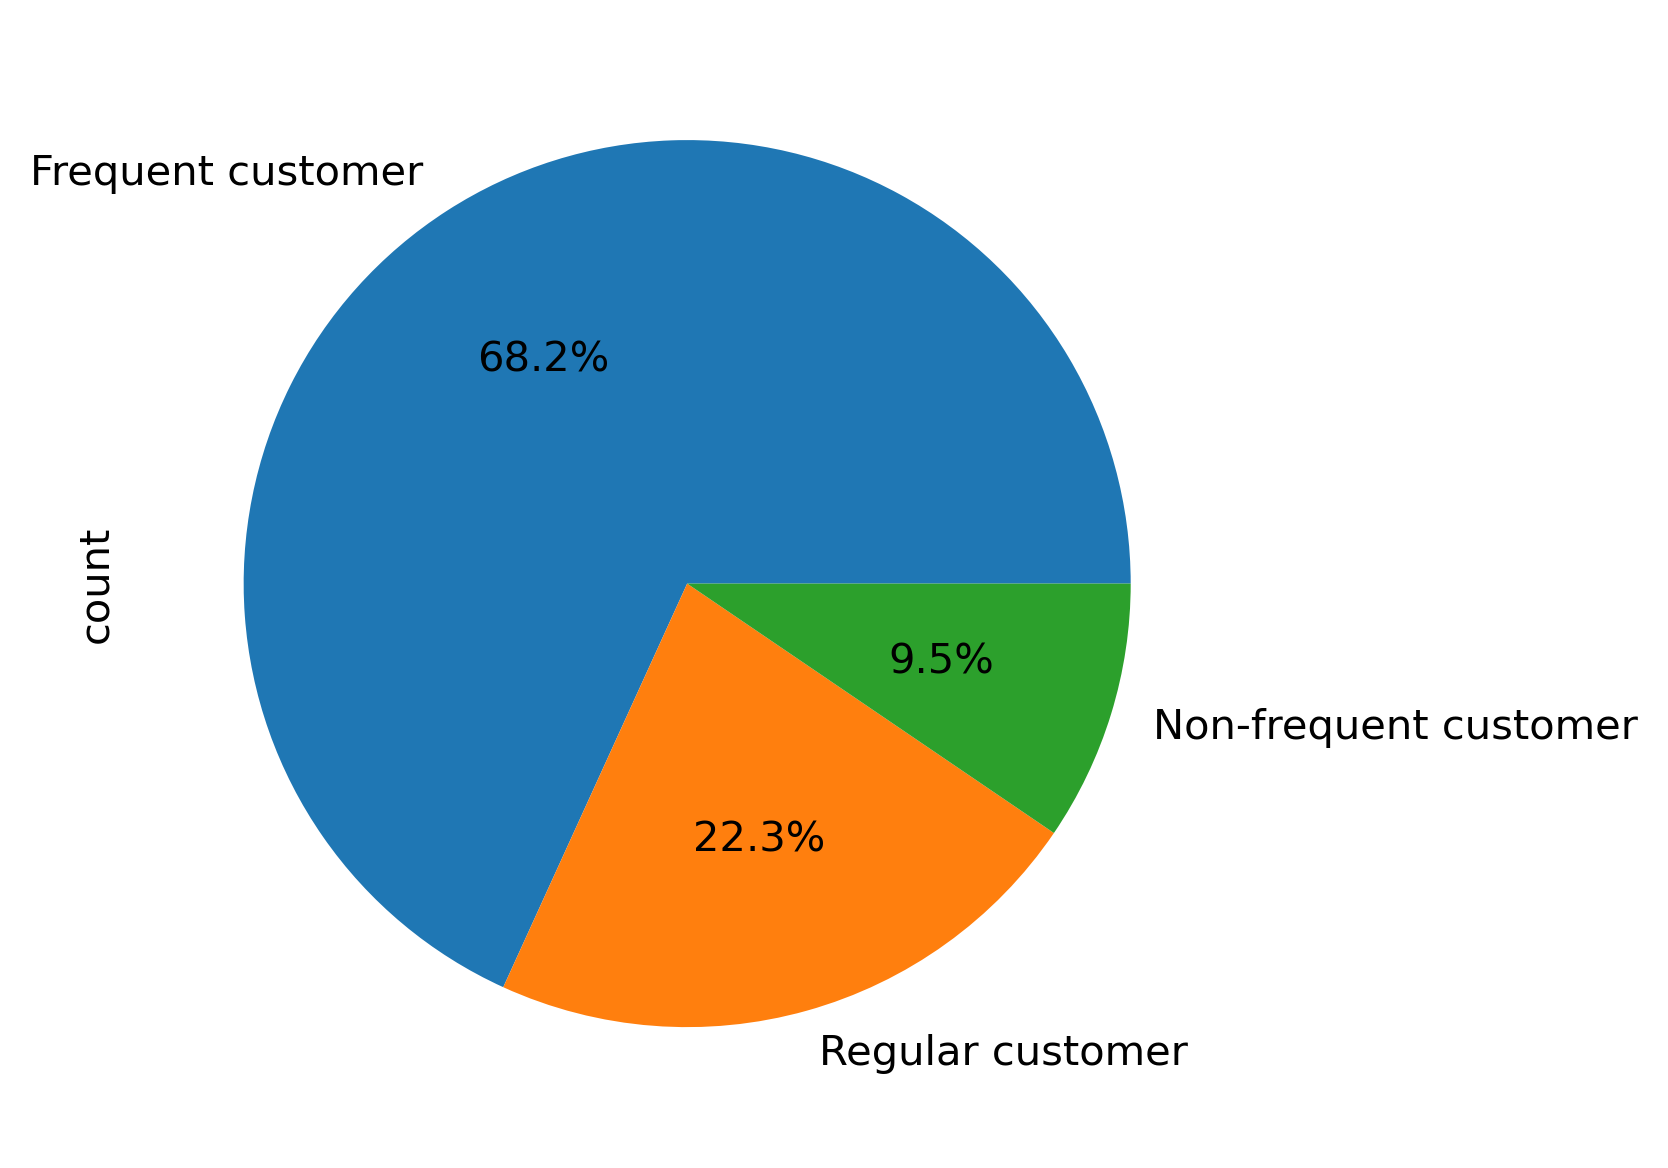 Frequent customer
68.2%
count
9.5%
Non-frequent customer
22.3%
Regular customer